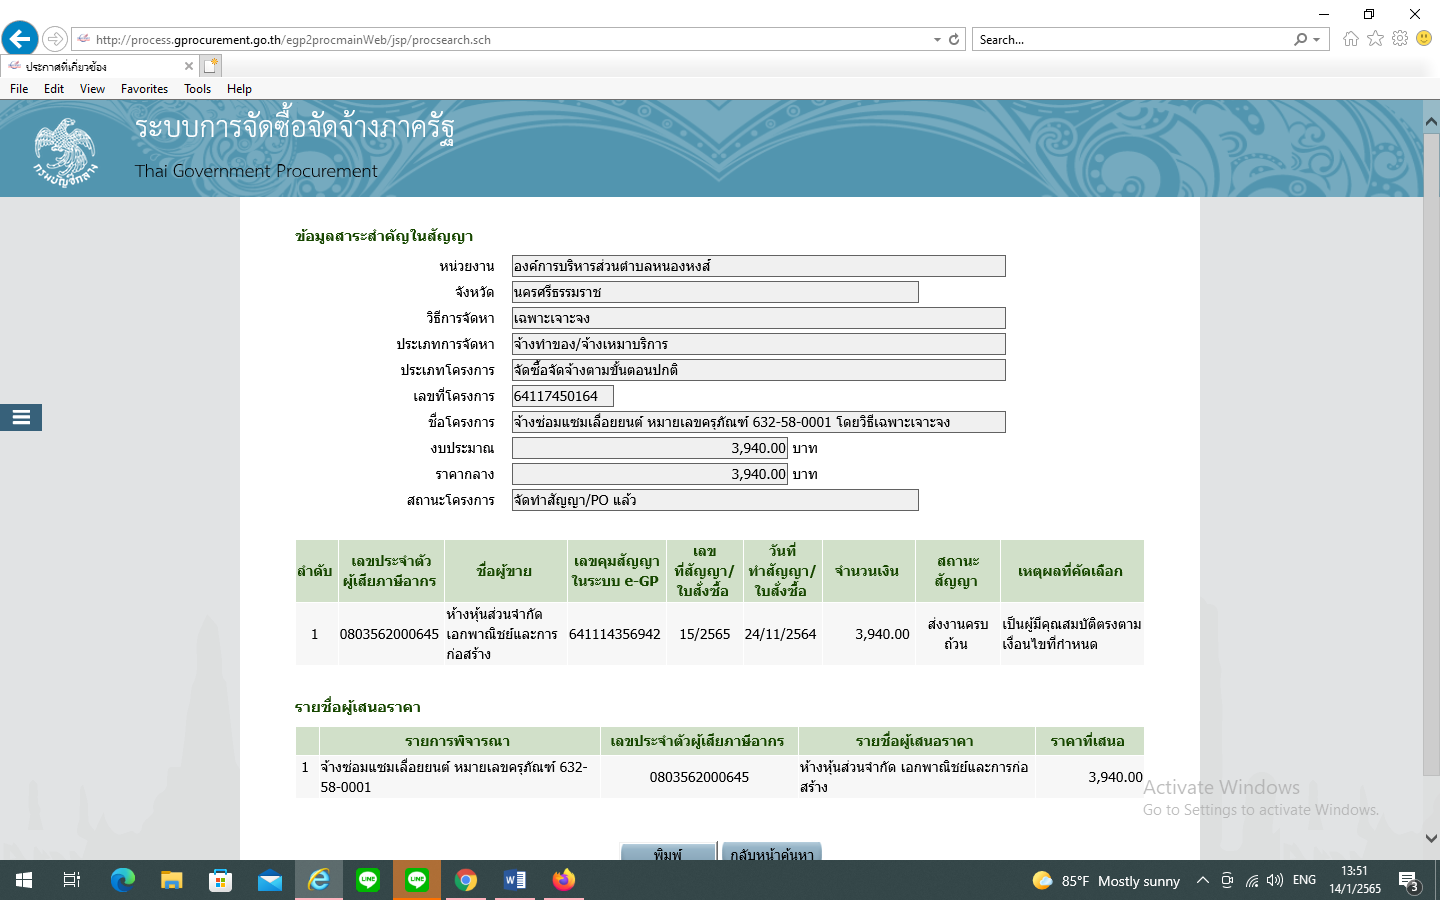 http://process.gprocurement.go.th/egp2procmainWeb/jsp/procsearch.sch
Search...
ประกาศที่เกี่ยวข้อง
File Edit View Favorites Tools Help
ระบบการจัดซื้อจัดจ้างภาครัฐ
Thai Government Procurement
กรมบัญชีกลาง
ข้อมูลสาระสำคัญในสัญญา
หน่วยงาน องค์การบริหารส่วนตำบลหนองหงส์
จังหวัด นครศรีธรรมราช
วิธีการจัดหา เฉพาะเจาะจง
ประเภทการจัดหา จ้างทำของ/จ้างเหมาบริการ
ประเภทโครงการ จัดซื้อจัดจ้างตามขั้นตอนปกติ
เลขที่โครงการ 64117450164
ชื่อโครงการ จ้างซ่อมแซมเลื่อยยนต์ หมายเลขครุภัณฑ์ 632-58-0001 โดยวิธีเฉพาะเจาะจง
งบประมาณ 3,940.00 บาท
ราคากลาง 3,940.00 บาท
สถานะโครงการ จัดทำสัญญา/PO แล้ว
ลำดับ เลขประจำตัวผู้เสียภาษีอากร ชื่อผู้ขาย เลขคุมสัญญาในระบบ e-GP เลขที่สัญญา/ใบสั่งซื้อ วันที่ทำสัญญา/ใบสั่งซื้อ จำนวนเงิน สถานะสัญญา เหตุผลที่คัดเลือก
1 0803562000645 ห้างหุ้นส่วนจำกัด เอกพาณิชย์และการก่อสร้าง 641114356942 15/2565 24/11/2564 3,940.00 ส่งงานครบถ้วน เป็นผู้มีคุณสมบัติตรงตามเงื่อนไขที่กำหนด
รายชื่อผู้เสนอราคา
รายการพิจารณา เลขประจำตัวผู้เสียภาษีอากร รายชื่อผู้เสนอราคา ราคาที่เสนอ
1 จ้างซ่อมแซมเลื่อยยนต์ หมายเลขครุภัณฑ์ 632-58-0001 0803562000645 ห้างหุ้นส่วนจำกัด เอกพาณิชย์และการก่อสร้าง 3,940.00
Activate Windows
Go to Settings to activate Windows.
พิมพ์ กลับหน้าค้นหา
85°F Mostly sunny ENG 13:51
14/1/2565 3